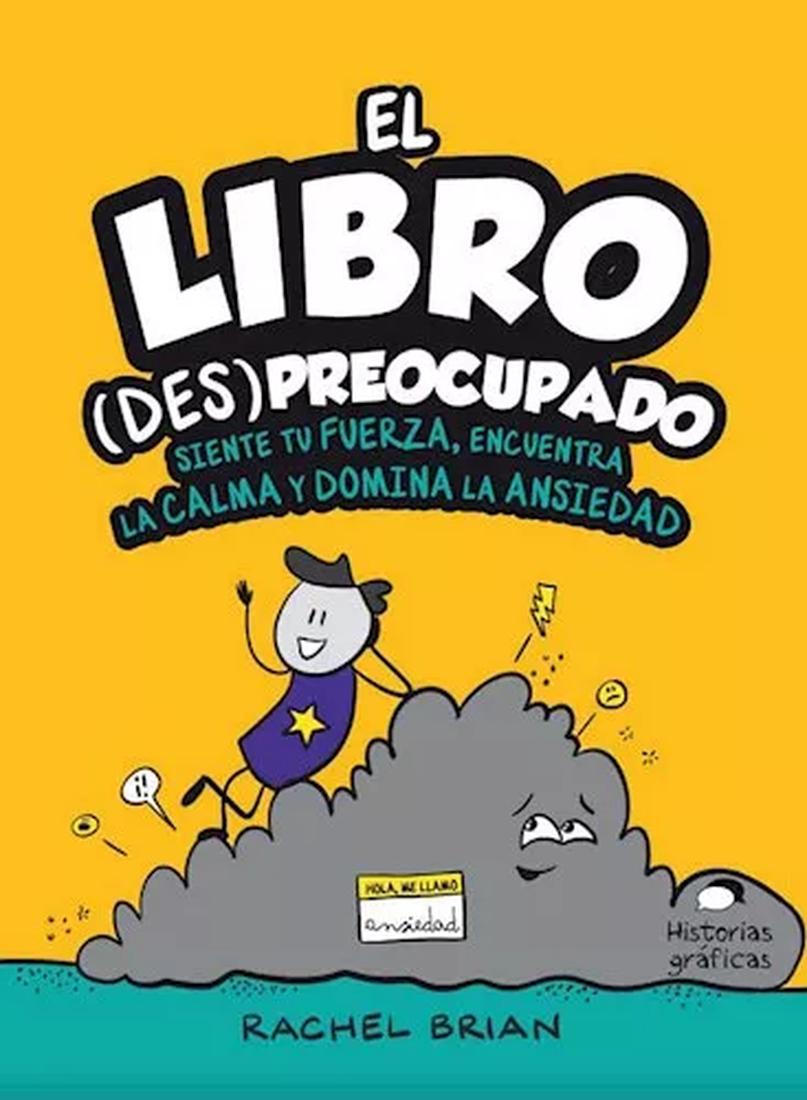 EL
LIBRO
(DES)PREOCUPADO
SIENTE TU FUERZA, ENCUENTRA
LA CALMA Y DOMINA LA ANSIEDAD
¡!
HOLA, ME LLAMO
ansiedad
Historias
gráficas
RACHEL BRIAN